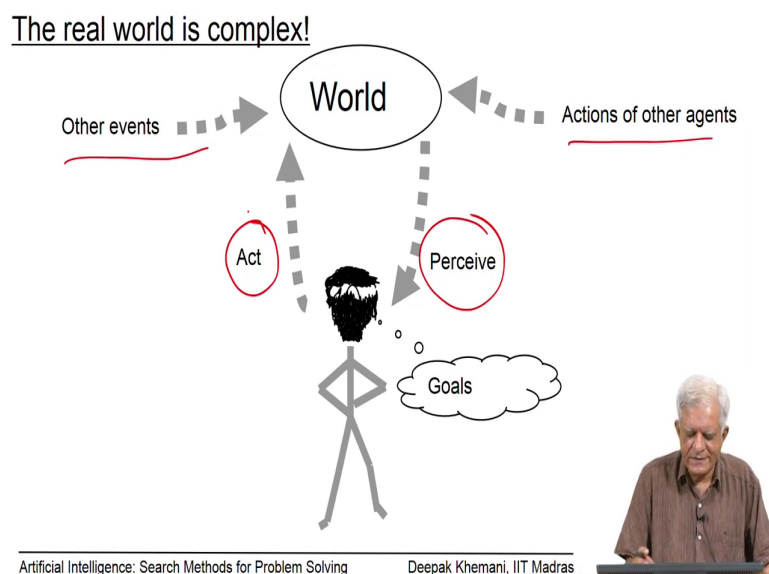 The real world is complex!
World
Other events
Actions of other agents
Act
Perceive
Goals
Artificial Intelligence: Search Methods for Problem Solving
Deepak Khemani, IIT Madras